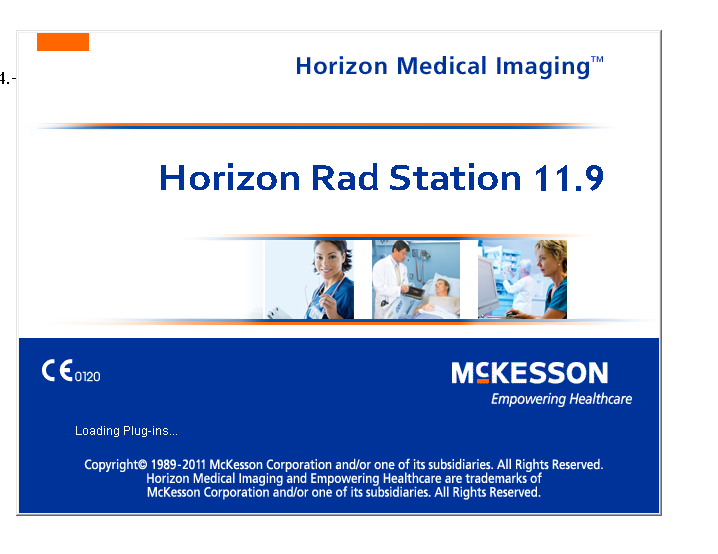 Horizon Medical Imaging™
4.-
Horizon Rad Station 11.9
CE 0120
McKESSON
Empowering Healthcare
Loading Plug-ins...
Copyright© 1989-2011 McKesson Corporation and/or one of its subsidiaries. All Rights Reserved.
Horizon Medical Imaging and Empowering Healthcare are trademarks of
McKesson Corporation and/or one of its subsidiaries. All Rights Reserved.